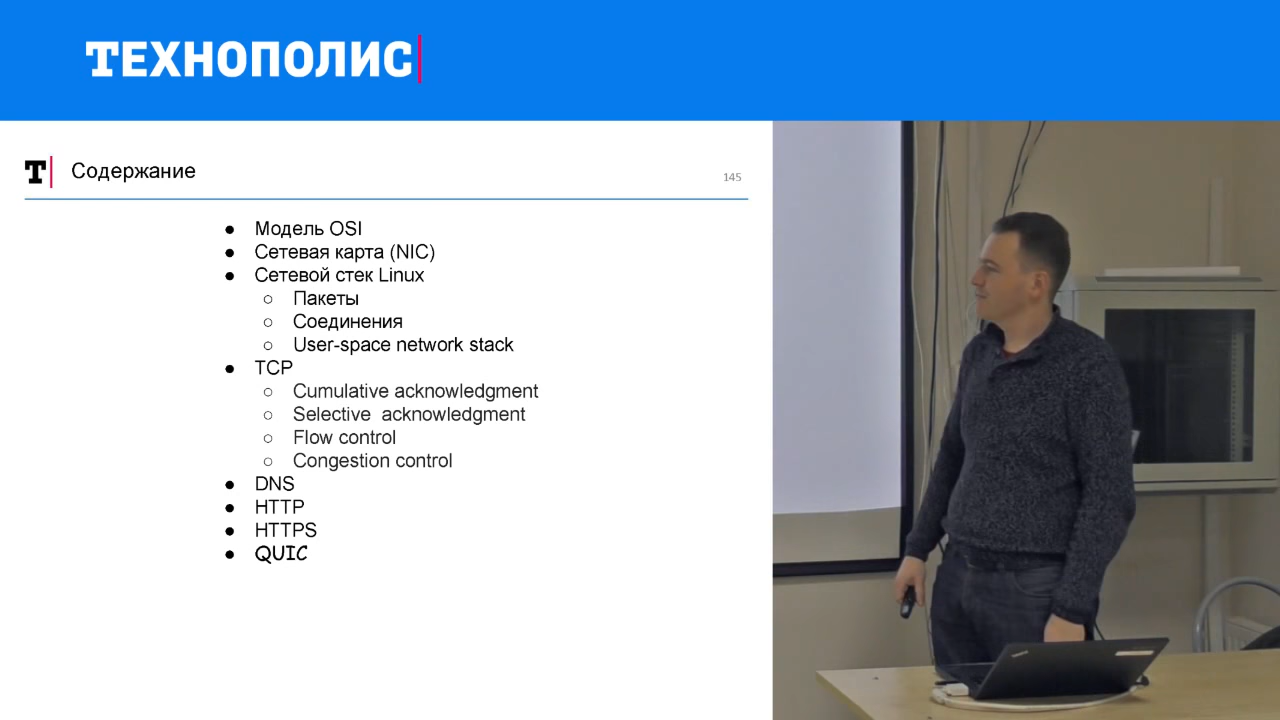 ТЕХНОПОЛИС
Т Содержание
145
● Модель OSI
● Сетевая карта (NIC)
● Сетевой стек Linux
○ Пакеты
○ Соединения
○ User-space network stack
● TCP
○ Cumulative acknowledgment
○ Selective acknowledgment
○ Flow control
○ Congestion control
● DNS
● HTTP
● HTTPS
● QUIC